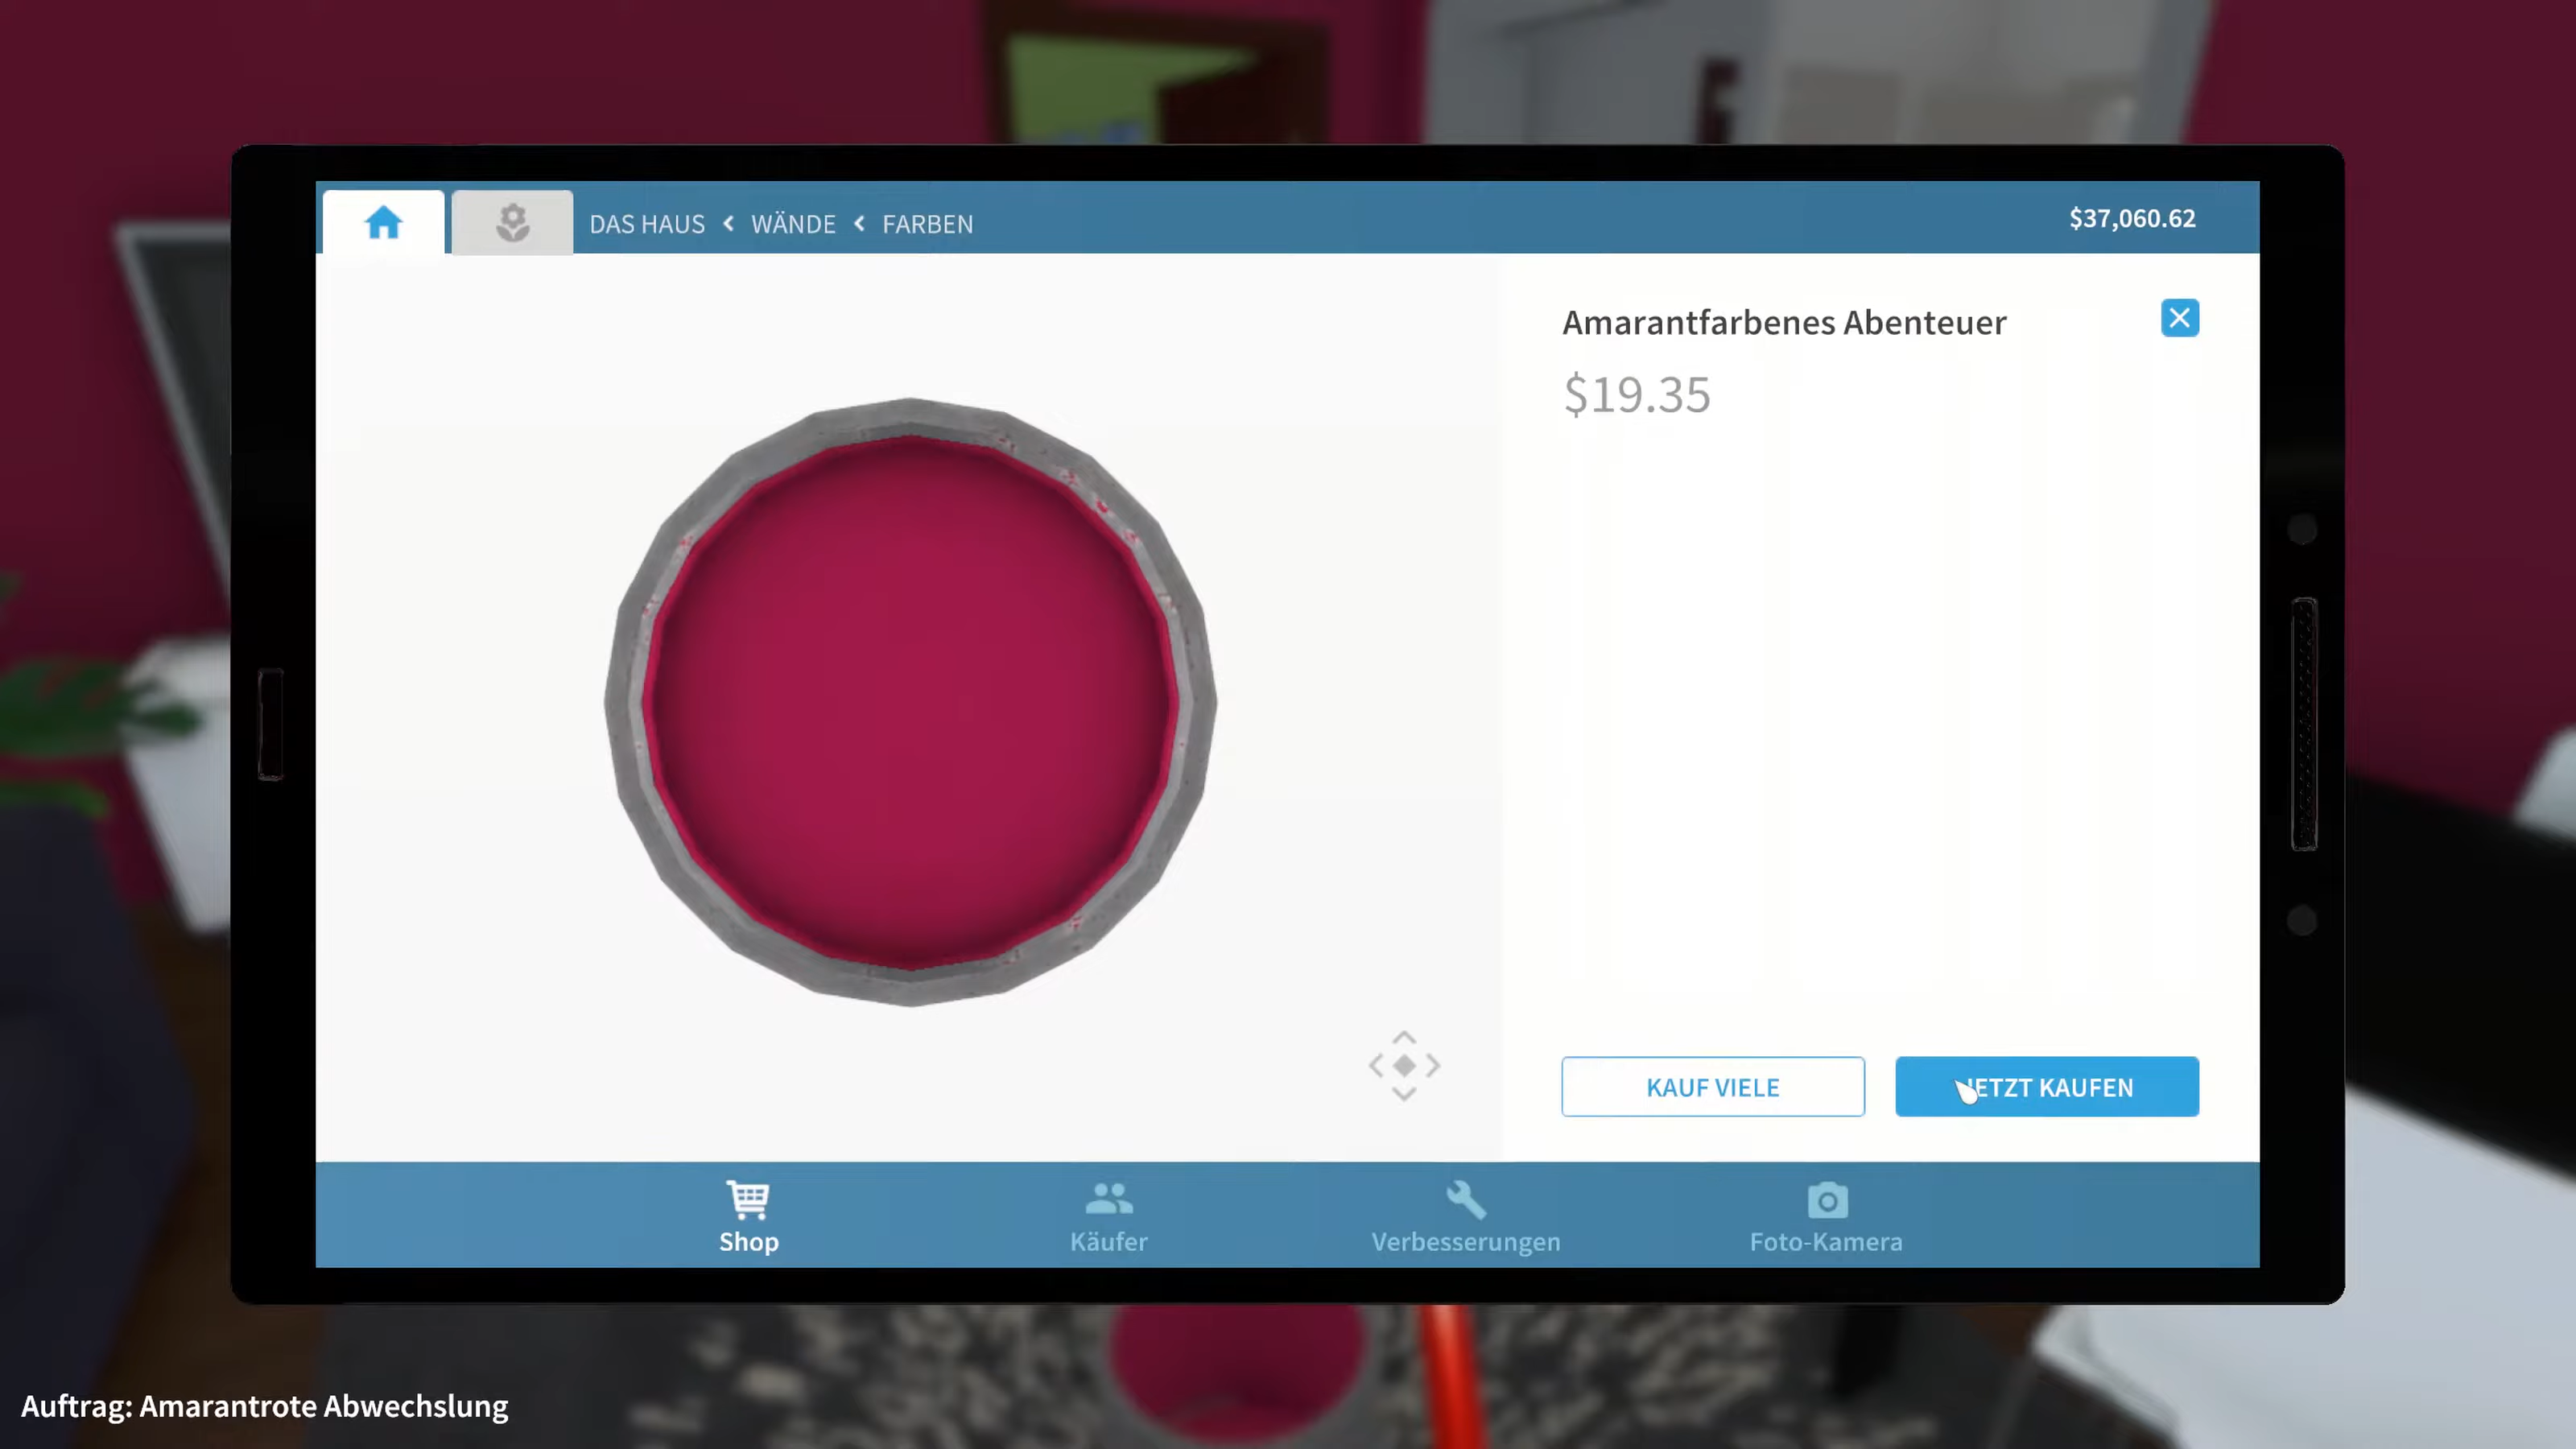 DAS HAUS < WÄNDE < FARBEN
$37,060.62
Amarantfarbenes Abenteuer
$19.35
KAUF VIELE
JETZT KAUFEN
Shop
Käufer
Verbesserungen
Foto-Kamera
Auftrag: Amarantrote Abwechslung